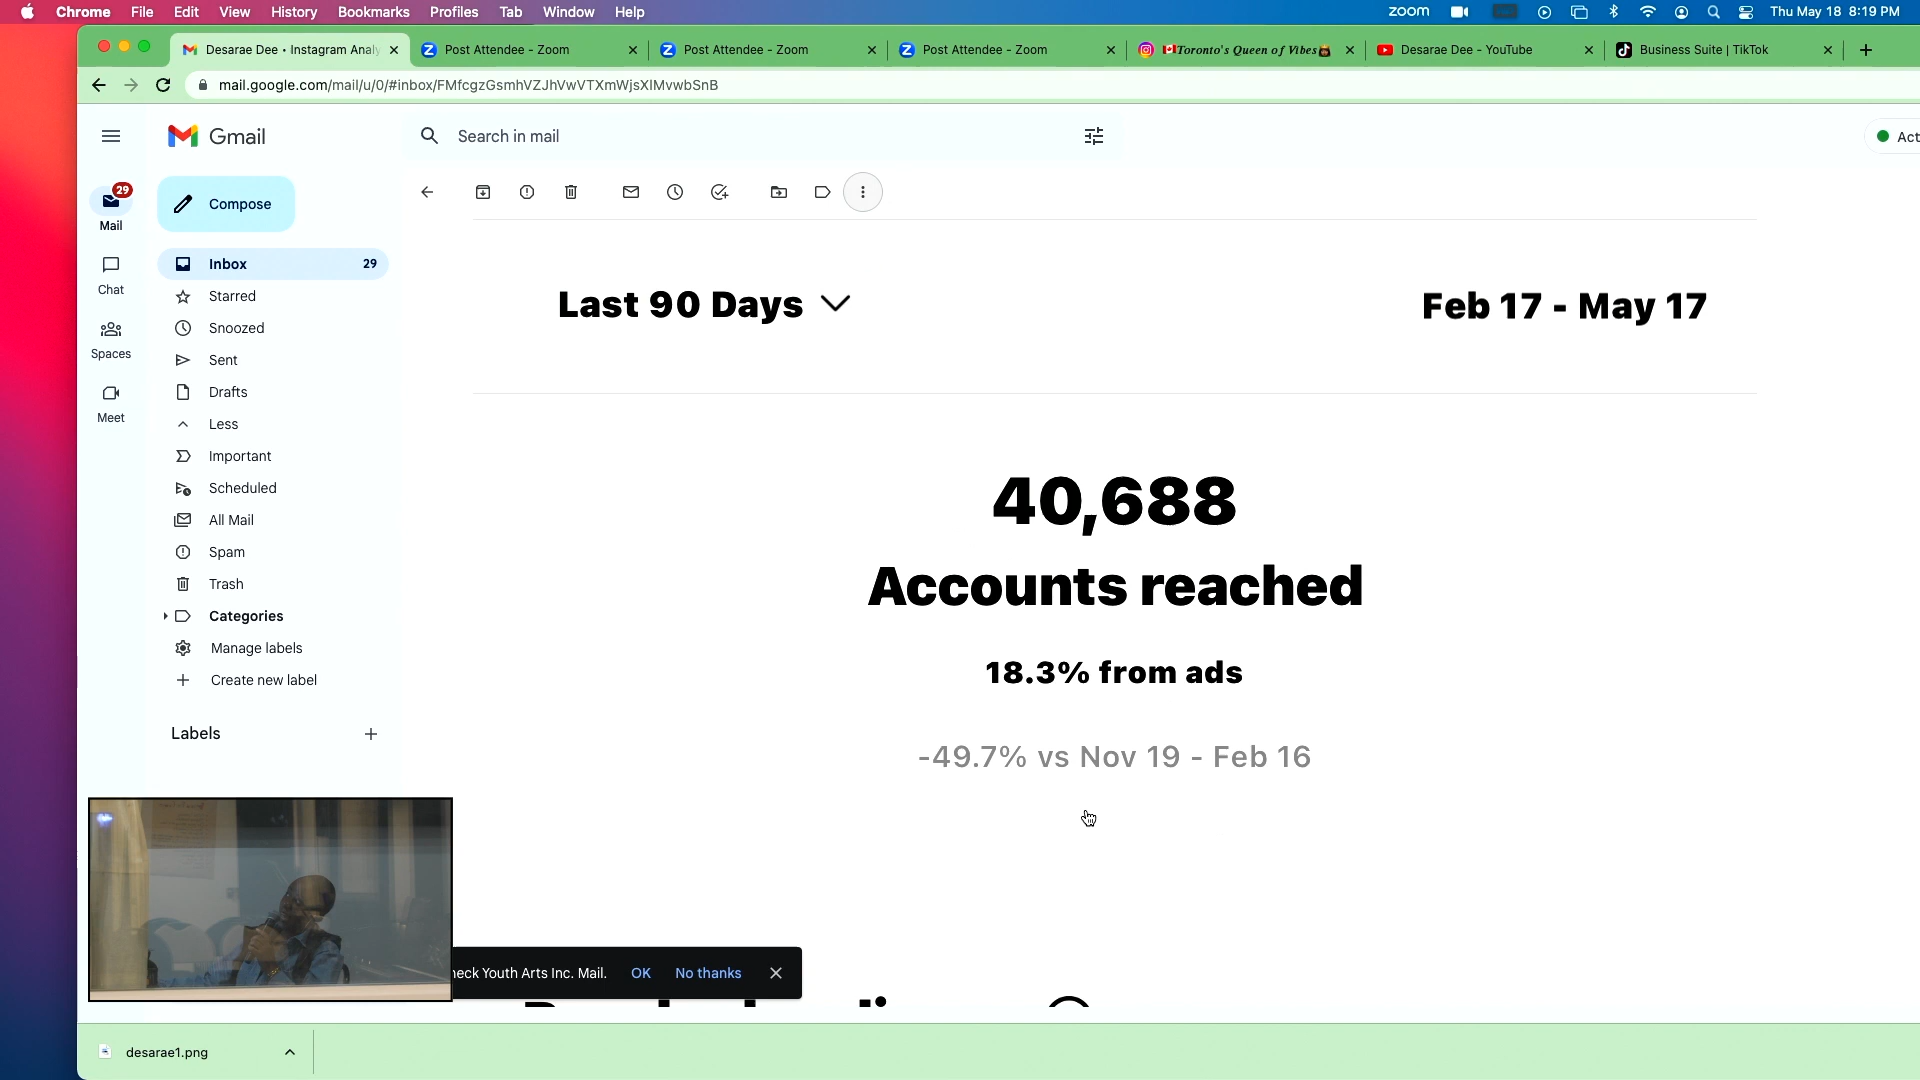 Chrome File Edit View History Bookmarks Profiles Tab Window Help
zoom
Thu May 18 8:19 PM
Desarae Dee • Instagram Analy
Post Attendee - Zoom
Post Attendee - Zoom
Post Attendee - Zoom
Toronto's Queen of Vibes
Desarae Dee - YouTube
Business Suite | TikTok
mail.google.com/mail/u/0/#inbox/FMfcgzGsmhVZJhVwVTXmWjsXlMvwbSnB
Gmail
Search in mail
Act
29
Mail
Compose
Chat
Spaces
Meet
Inbox 29
Starred
Snoozed
Sent
Drafts
Less
Important
Scheduled
All Mail
Spam
Trash
Categories
Manage labels
Create new label
Labels
Last 90 Days
Feb 17 - May 17
40,688
Accounts reached
18.3% from ads
-49.7% vs Nov 19 - Feb 16
heck Youth Arts Inc. Mail. OK No thanks
desarae1.png